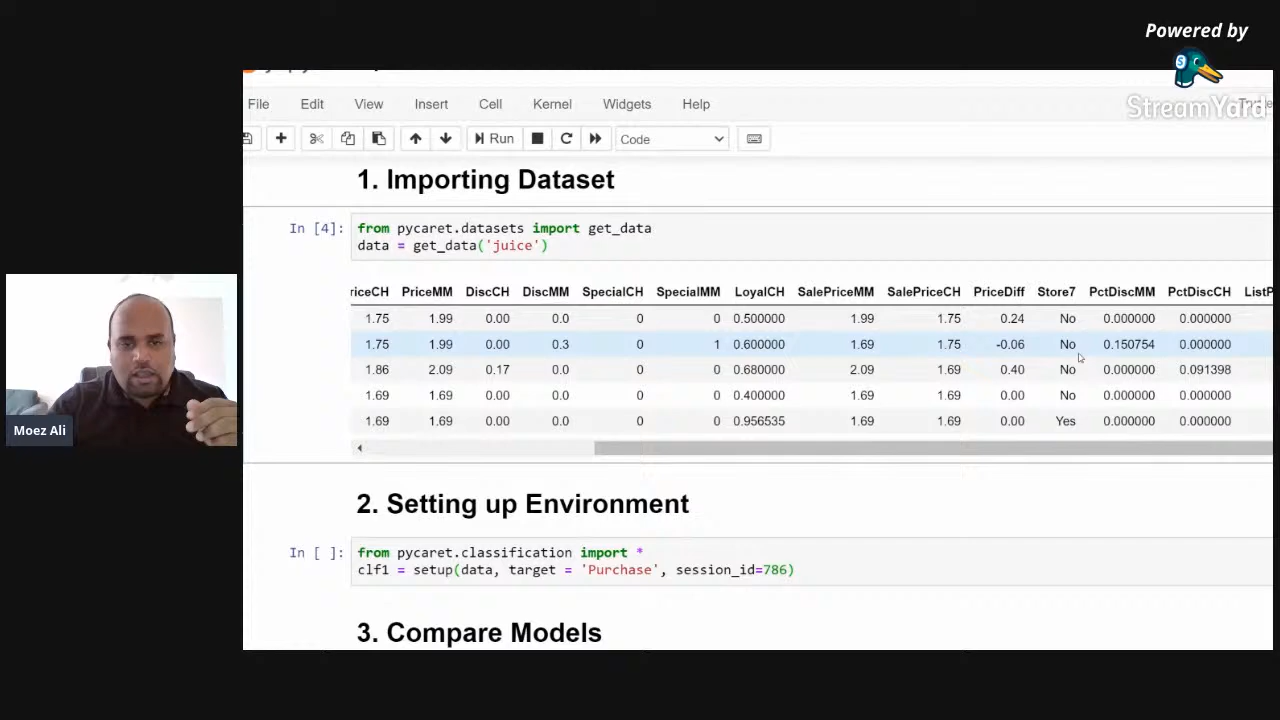 Powered by
StreamYard
File Edit View Insert Cell Kernel Widgets Help
Run Code
1. Importing Dataset
In [4]: from pycaret.datasets import get_data
data = get_data('juice')
riceCH PriceMM DiscCH DiscMM SpecialCH SpecialMM LoyalCH SalePriceMM SalePriceCH PriceDiff Store7 PctDiscMM PctDiscCH ListP
1.75 1.99 0.00 0.0 0 0 0.500000 1.99 1.75 0.24 No 0.000000 0.000000
1.75 1.99 0.00 0.3 0 1 0.600000 1.69 1.75 -0.06 No 0.150754 0.000000
1.86 2.09 0.17 0.0 0 0 0.680000 2.09 1.69 0.40 No 0.000000 0.091398
1.69 1.69 0.00 0.0 0 0 0.400000 1.69 1.69 0.00 No 0.000000 0.000000
1.69 1.69 0.00 0.0 0 0 0.956535 1.69 1.69 0.00 Yes 0.000000 0.000000
Moez Ali
2. Setting up Environment
In [ ]: from pycaret.classification import *
clf1 = setup(data, target = 'Purchase', session_id=786)
3. Compare Models